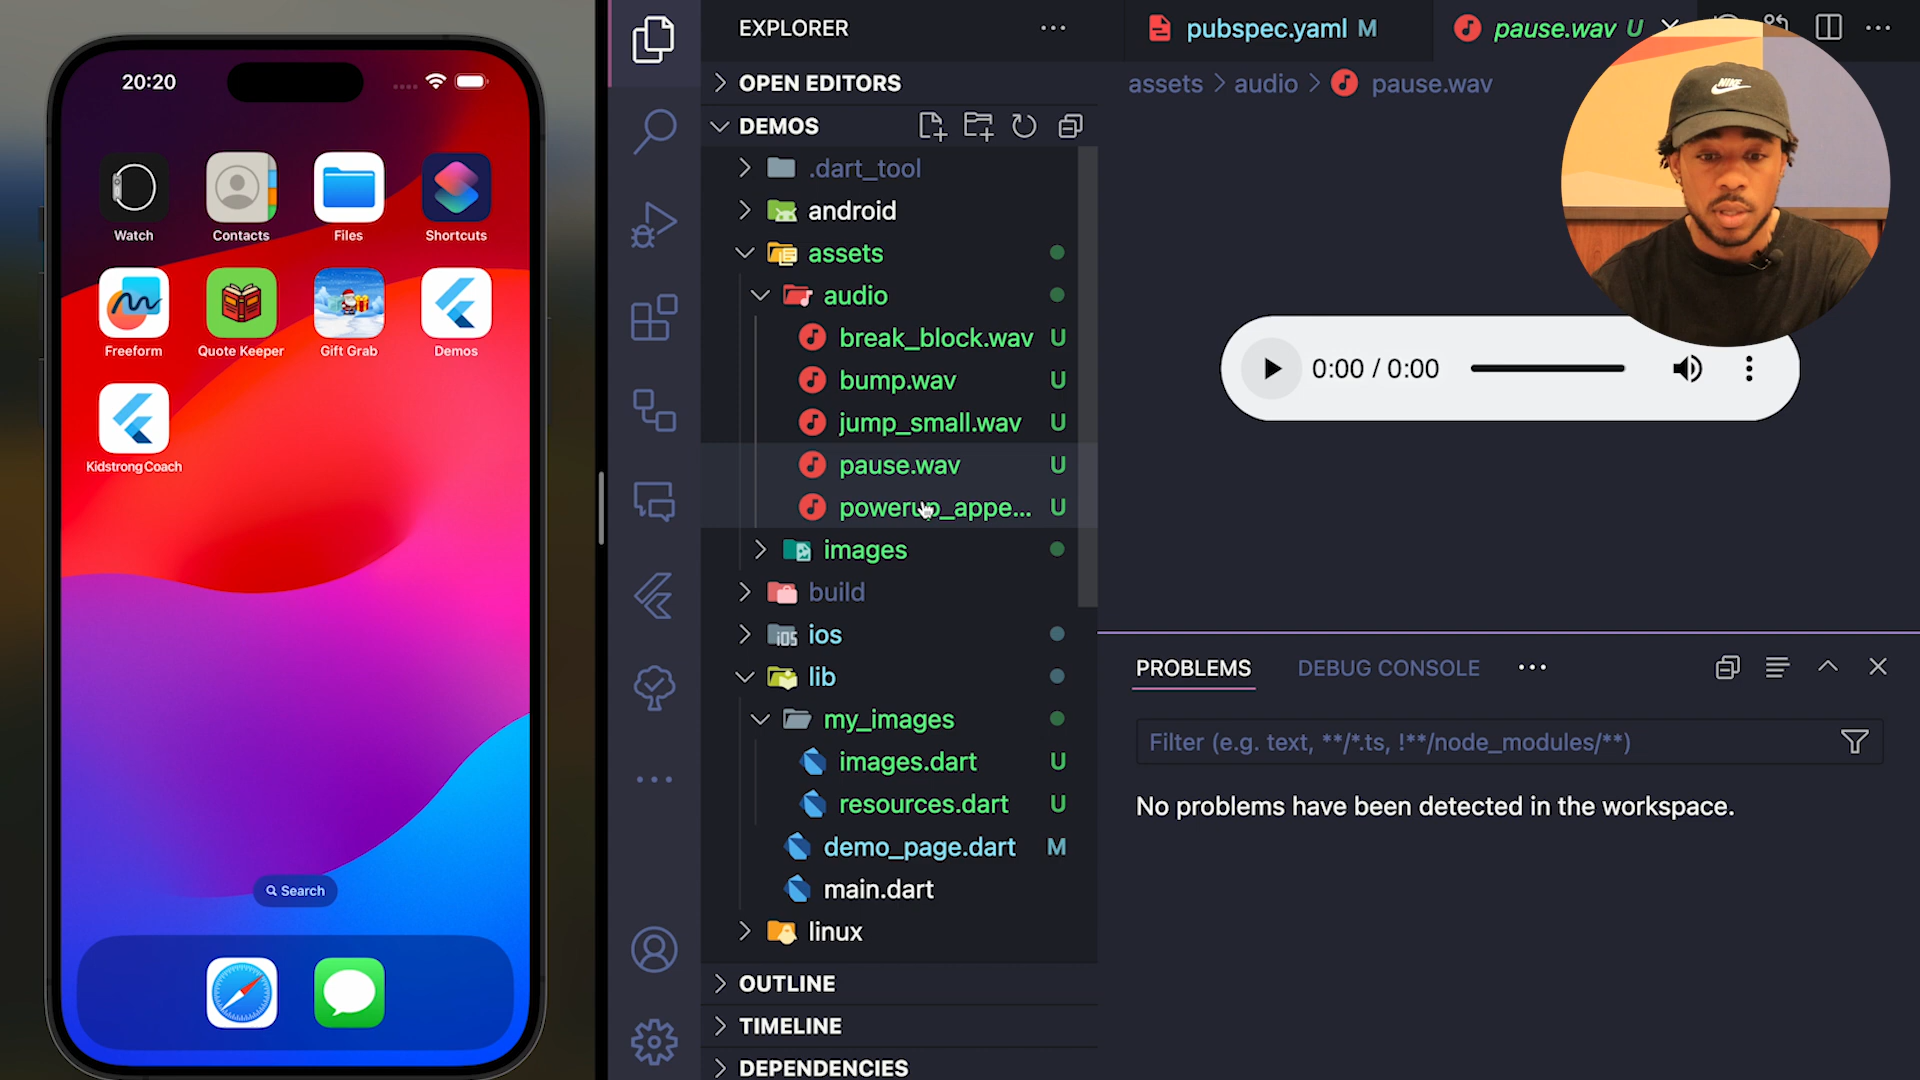 20:20
Watch
Contacts
Files
Shortcuts
Freeform
Quote Keeper
Gift Grab
Demos
Kidstrong Coach
Search
EXPLORER
OPEN EDITORS
DEMOS
.dart_tool
android
assets
audio
break_block.wav U
bump.wav U
jump_small.wav U
pause.wav U
powerup_appe... U
images
build
iOS ios
lib
my_images
images.dart U
resources.dart U
demo_page.dart M
main.dart
linux
OUTLINE
TIMELINE
DEPENDENCIES
pubspec.yaml M
pause.wav U
assets > audio > pause.wav
0:00 / 0:00
PROBLEMS
DEBUG CONSOLE
Filter (e.g. text, **/*.ts, !**/node_modules/**)
No problems have been detected in the workspace.